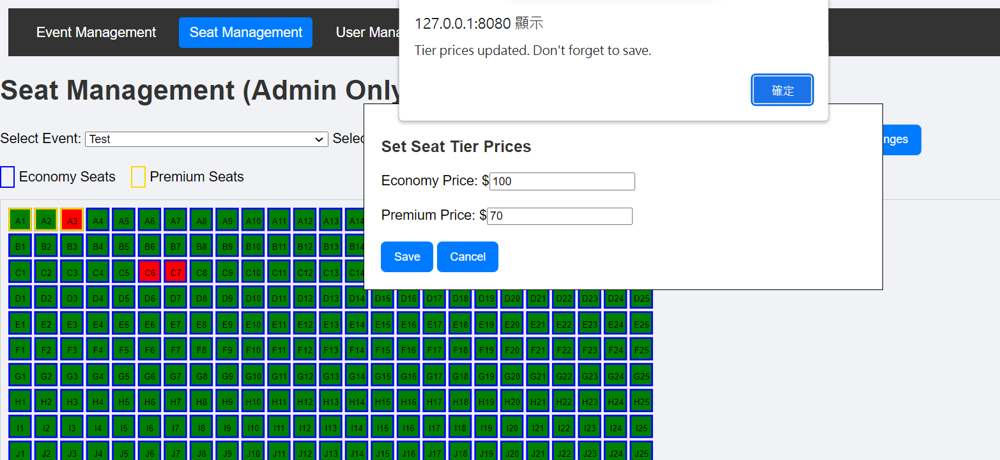 Event Management Seat Management User Mana
127.0.0.1:8080 顯示
Tier prices updated. Don't forget to save.
確定
Seat Management (Admin Only
Select Event: Test Selec
nges
Economy Seats Premium Seats
Set Seat Tier Prices
Economy Price: $100
Premium Price: $70
Save Cancel
A1 A2 A3 A4 A5 A6 A7 A8 A9 A10 A11 A12 A13 A14
B1 B2 B3 B4 B5 B6 B7 B8 B9 B10 B11 B12 B13 B14
C1 C2 C3 C4 C5 C6 C7 C8 C9 C10 C11 C12 C13 C14
D1 D2 D3 D4 D5 D6 D7 D8 D9 D10 D11 D12 D13 D14 D15 D16 D17 D18 D19 D20 D21 D22 D23 D24 D25
E1 E2 E3 E4 E5 E6 E7 E8 E9 E10 E11 E12 E13 E14 E15 E16 E17 E18 E19 E20 E21 E22 E23 E24 E25
F1 F2 F3 F4 F5 F6 F7 F8 F9 F10 F11 F12 F13 F14 F15 F16 F17 F18 F19 F20 F21 F22 F23 F24 F25
G1 G2 G3 G4 G5 G6 G7 G8 G9 G10 G11 G12 G13 G14 G15 G16 G17 G18 G19 G20 G21 G22 G23 G24 G25
H1 H2 H3 H4 H5 H6 H7 H8 H9 H10 H11 H12 H13 H14 H15 H16 H17 H18 H19 H20 H21 H22 H23 H24 H25
I1 I2 I3 I4 I5 I6 I7 I8 I9 I10 I11 I12 I13 I14 I15 I16 I17 I18 I19 I20 I21 I22 I23 I24 I25
J1 J2 J3 J4 J5 J6 J7 J8 J9 J10 J11 J12 J13 J14 J15 J16 J17 J18 J19 J20 J21 J22 J23 J24 J25